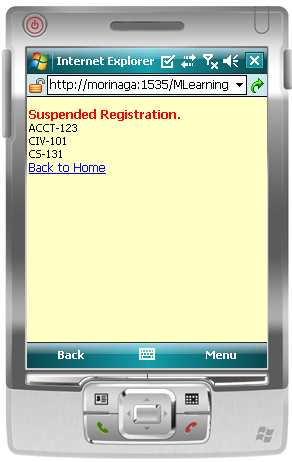 Internet Explorer
http://morinaga:1535/MLearning
Suspended Registration.
ACCT-123
CIV-101
CS-131
Back to Home
Back
Menu